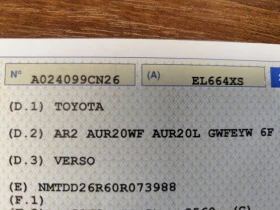 N° A024099CN26 (A) EL664XS
(D.1) TOYOTA
(D.2) AR2 AUR20WF AUR20L GWFEYW 6F
(D.3) VERSO
(E) NMTDD26R60R073988
(F.1)